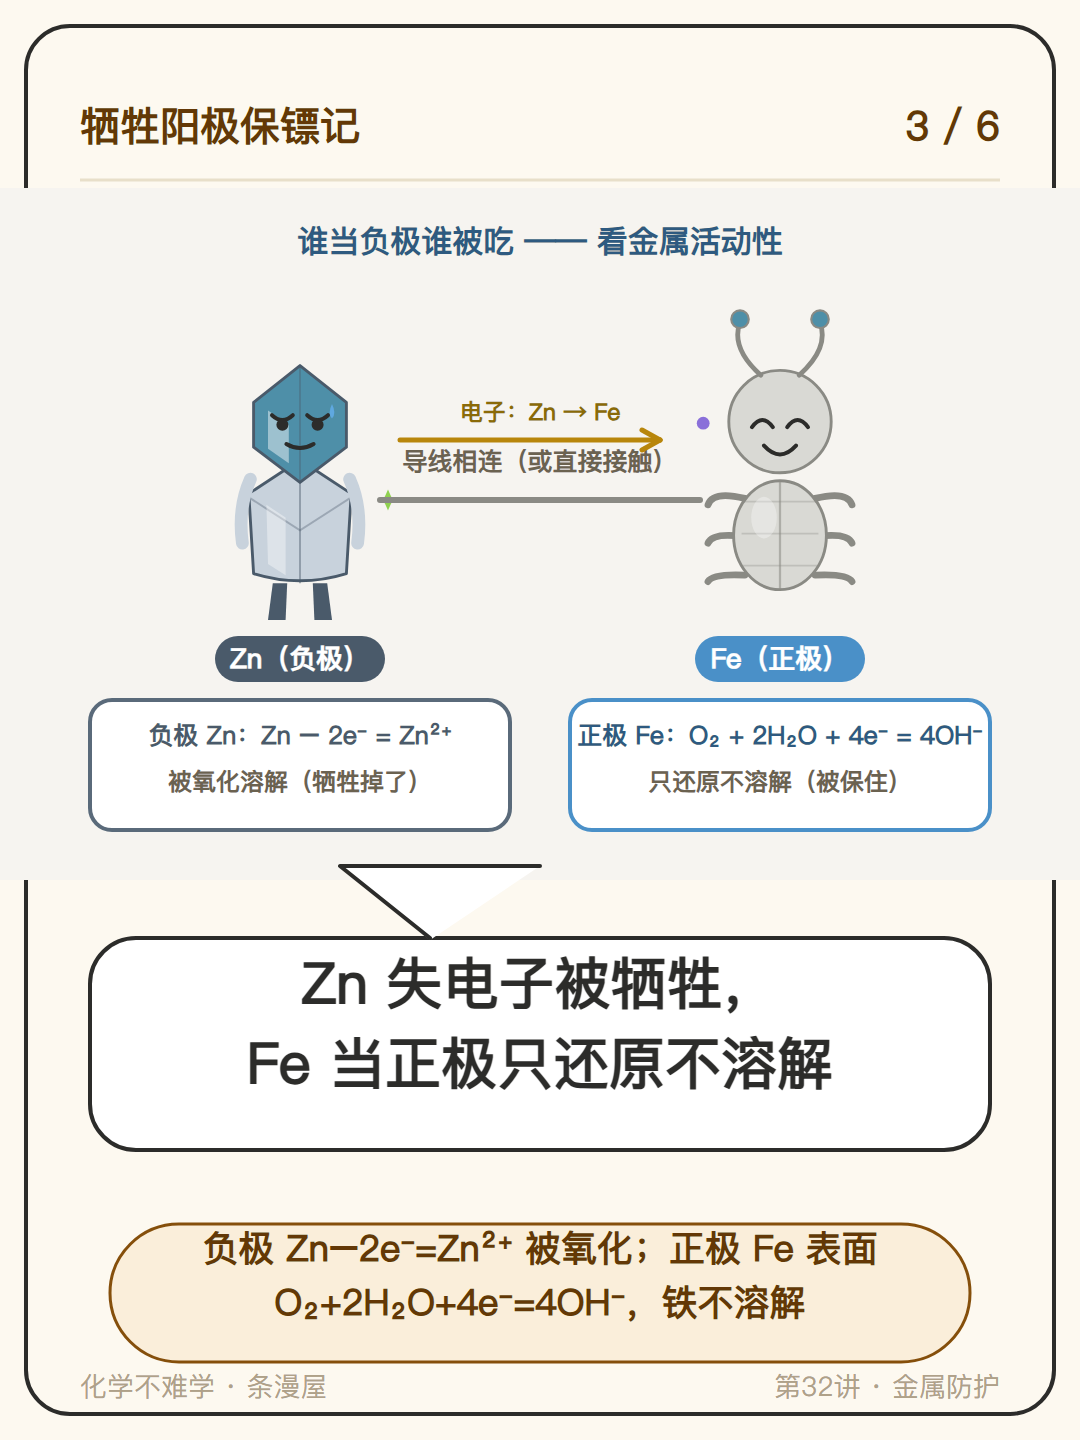 牺牲阳极保镖记
3 / 6
谁当负极谁被吃 —— 看金属活动性
电子：Zn → Fe
导线相连（或直接接触）
Zn（负极）
Fe（正极）
负极 Zn：Zn − 2e⁻ = Zn²⁺
被氧化溶解（牺牲掉了）
正极 Fe：O₂ + 2H₂O + 4e⁻ = 4OH⁻
只还原不溶解（被保住）
Zn 失电子被牺牲，
Fe 当正极只还原不溶解
负极 Zn−2e⁻=Zn²⁺ 被氧化；正极 Fe 表面
O₂+2H₂O+4e⁻=4OH⁻，铁不溶解
化学不难学 · 条漫屋
第32讲 · 金属防护